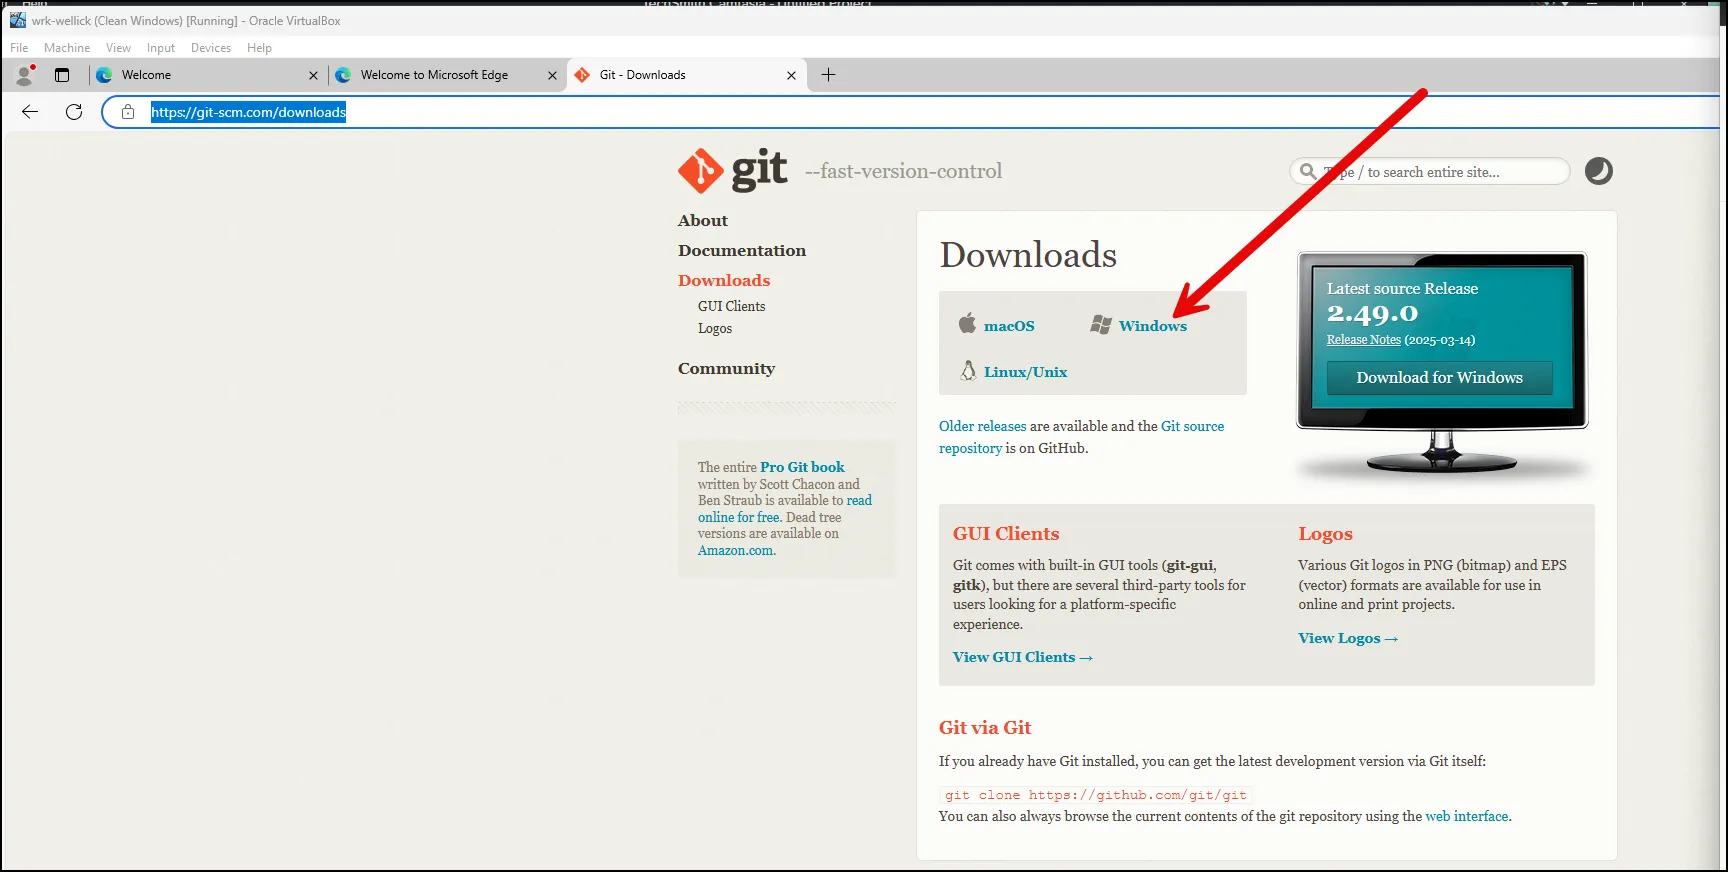 Help
TechSmith Camtasia - Untitled Project
wrk-wellick (Clean Windows) [Running] - Oracle VirtualBox
File Machine View Input Devices Help
Welcome
Welcome to Microsoft Edge
Git - Downloads
https://git-scm.com/downloads
git --fast-version-control
Type / to search entire site...
About
Documentation
Downloads
GUI Clients
Logos
Community
The entire Pro Git book
written by Scott Chacon and
Ben Straub is available to read
online for free. Dead tree
versions are available on
Amazon.com.
Downloads
macOS
Windows
Linux/Unix
Older releases are available and the Git source
repository is on GitHub.
Latest source Release
2.49.0
Release Notes (2025-03-14)
Download for Windows
GUI Clients
Git comes with built-in GUI tools (git-gui,
gitk), but there are several third-party tools for
users looking for a platform-specific
experience.
View GUI Clients →
Logos
Various Git logos in PNG (bitmap) and EPS
(vector) formats are available for use in
online and print projects.
View Logos →
Git via Git
If you already have Git installed, you can get the latest development version via Git itself:
git clone https://github.com/git/git
You can also always browse the current contents of the git repository using the web interface.